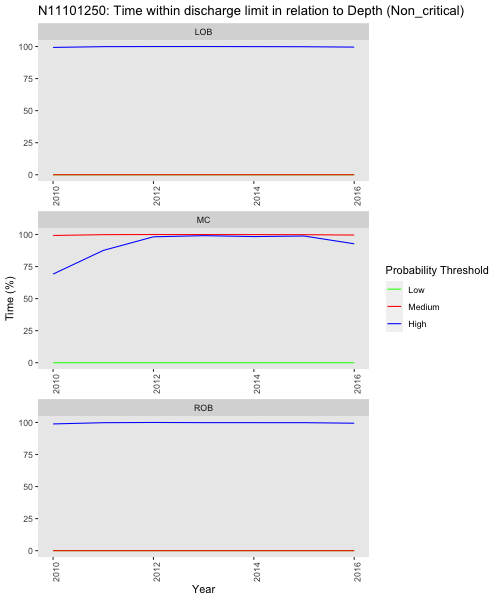 N11101250: Time within discharge limit in relation to Depth (Non_critical)
LOB
100
75
50
25
0
2010 2012 2014 2016
MC
100
75
50
25
0
2010 2012 2014 2016
Time (%)
Probability Threshold
Low
Medium
High
ROB
100
75
50
25
0
2010 2012 2014 2016
Year